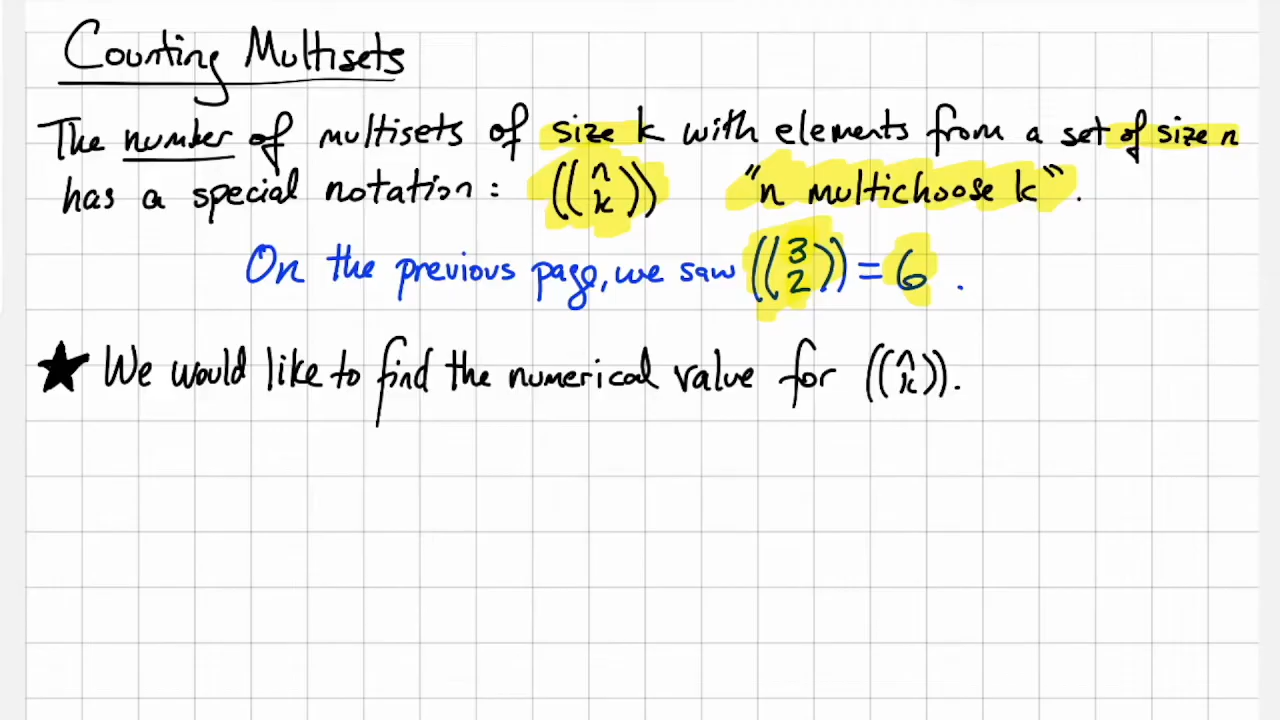 Counting Multisets
The number of multisets of size k with elements from a set of size n
has a special notation: ((n k)) "n multichoose k".
On the previous page, we saw ((3 2)) = 6.
★ We would like to find the numerical value for ((n k)).